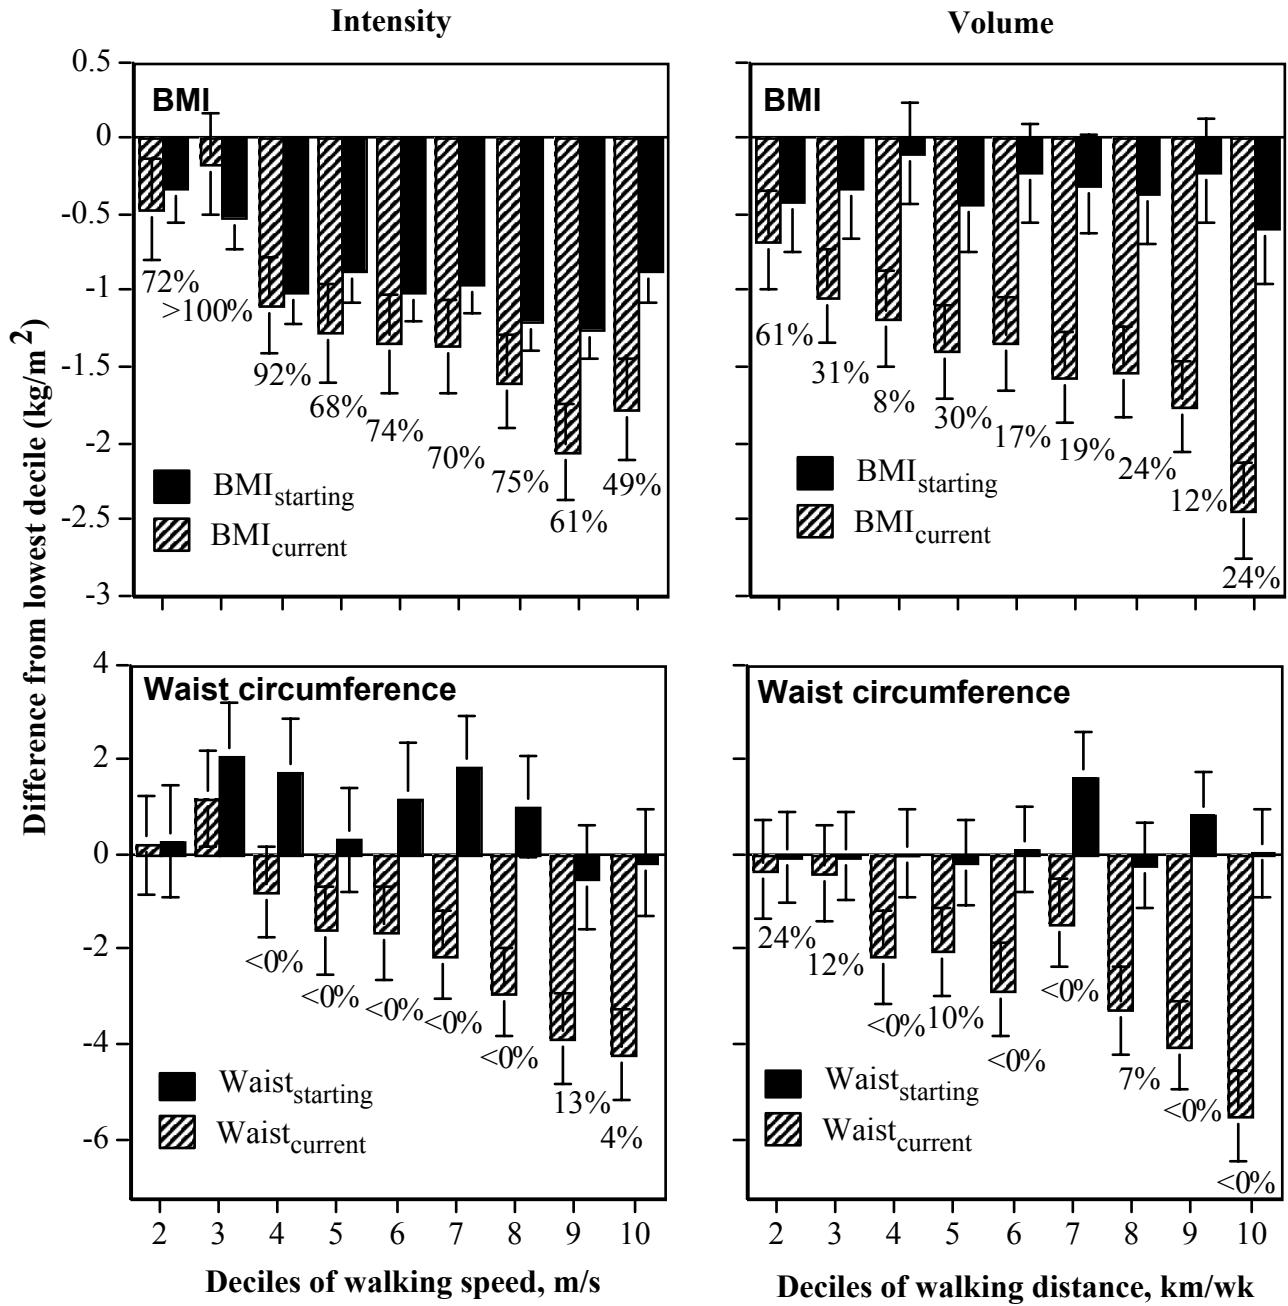 Intensity
Volume
Difference from lowest decile (kg/m2)
0.5
0
-0.5
-1
-1.5
-2
-2.5
-3
BMI
72%
>100%
92%
68%
74%
70%
75%
61%
49%
BMIstarting
BMIcurrent
BMI
61%
31%
8%
30%
17%
19%
24%
12%
24%
BMIstarting
BMIcurrent
4
2
0
-2
-4
-6
Waist circumference
<0%
<0%
<0%
<0%
<0%
13%
4%
Waiststarting
Waistcurrent
2 3 4 5 6 7 8 9 10
Deciles of walking speed, m/s
Waist circumference
24%
12%
<0%
10%
<0%
<0%
7%
<0%
<0%
Waiststarting
Waistcurrent
2 3 4 5 6 7 8 9 10
Deciles of walking distance, km/wk